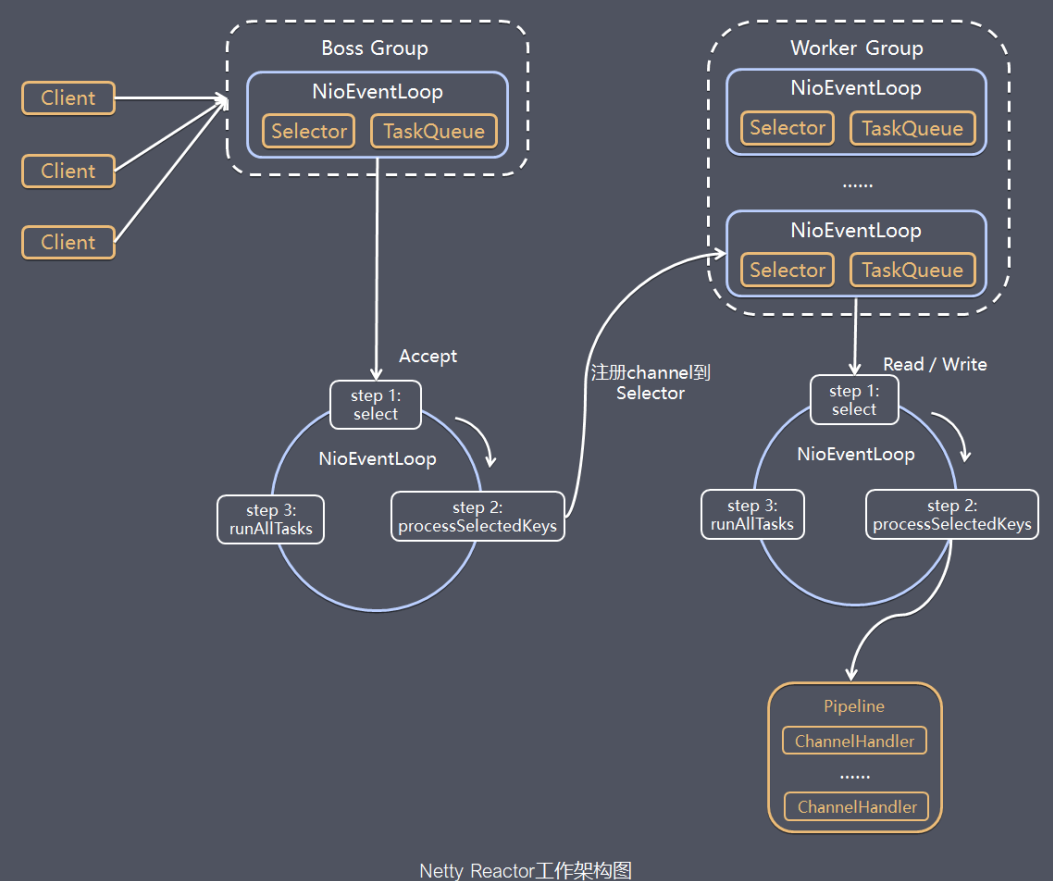 Client
Client
Client
Boss Group
NioEventLoop
Selector
TaskQueue
Worker Group
NioEventLoop
Selector
TaskQueue
......
NioEventLoop
Selector
TaskQueue
Accept
step 1:
select
NioEventLoop
step 2:
processSelectedKeys
step 3:
runAllTasks
注册channel到
Selector
Read / Write
step 1:
select
NioEventLoop
step 2:
processSelectedKeys
step 3:
runAllTasks
Pipeline
ChannelHandler
......
ChannelHandler
Netty Reactor工作架构图